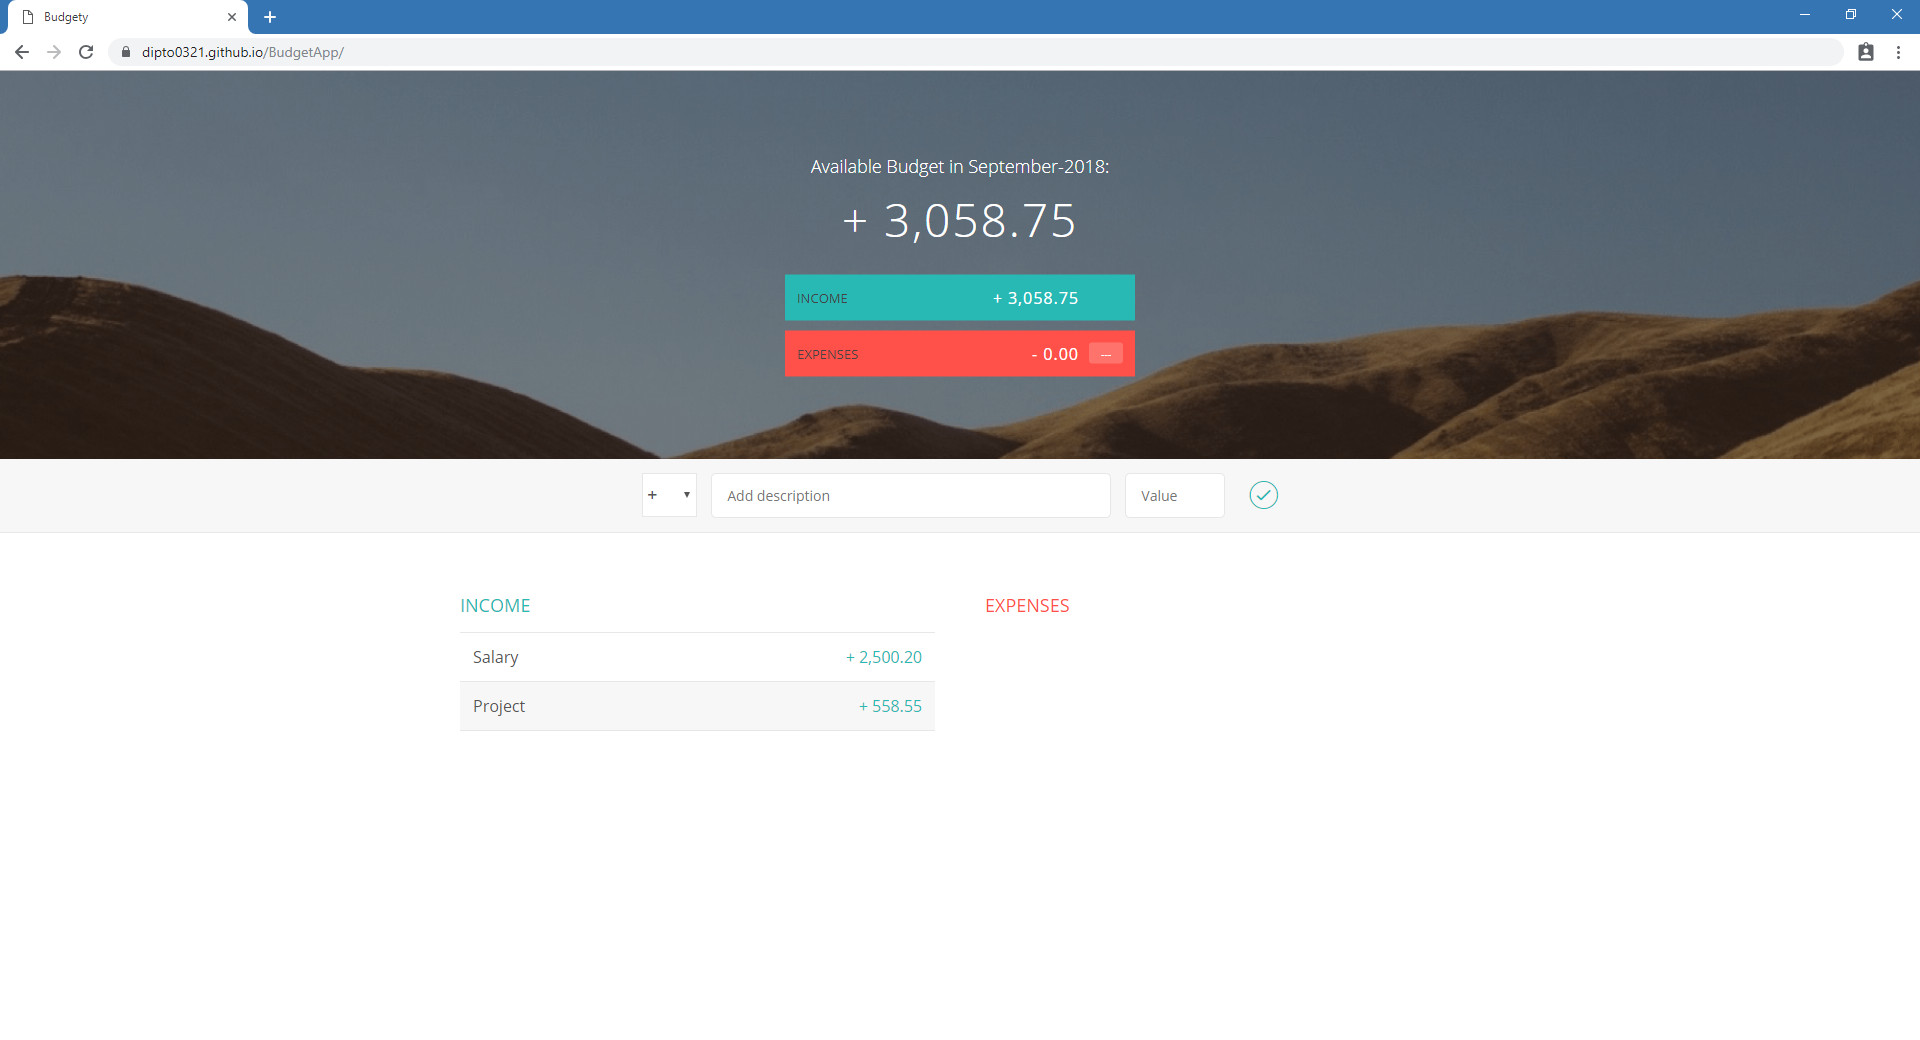 Budgety
dipto0321.github.io/BudgetApp/
Available Budget in September-2018:
+ 3,058.75
INCOME + 3,058.75
EXPENSES - 0.00 ---
+ Add description Value
INCOME
Salary + 2,500.20
Project + 558.55
EXPENSES